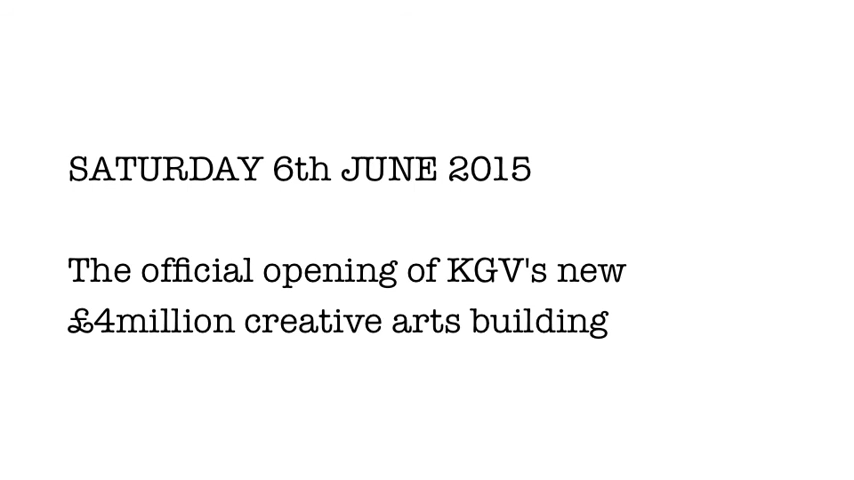 SATURDAY 6th JUNE 2015
The official opening of KGV's new
£4million creative arts building